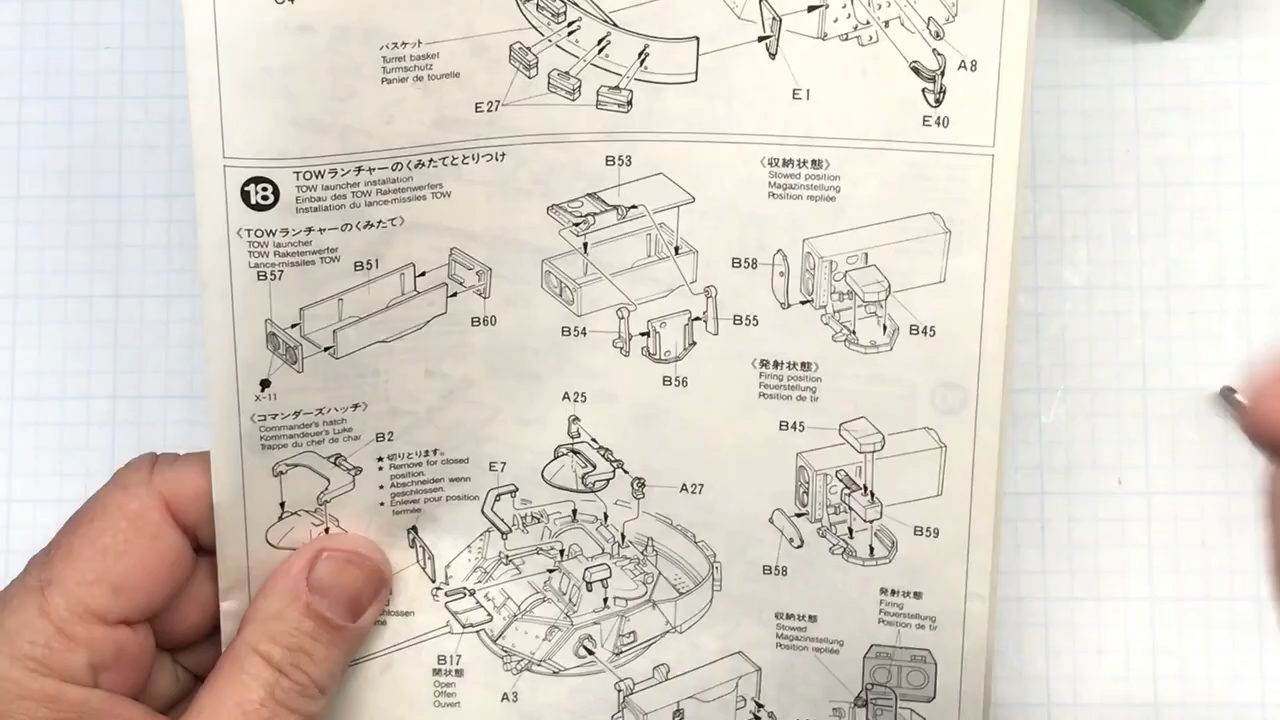 バスケット
Turret basket
Turmschutz
Panier de tourelle
E27
E1
A8
E40
18
TOWランチャーのくみたてととりつけ
TOW launcher installation
Einbau des TOW Raketenwerfers
Installation du lance-missiles TOW
《TOWランチャーのくみたて》
TOW launcher
TOW Raketenwerfer
Lance-missiles TOW
B57
B51
B60
X-11
B53
B54
B55
B56
《収納状態》
Stowed position
Magazinstellung
Position repliée
B58
B45
《発射状態》
Firing position
Feuerstellung
Position de tir
B45
B59
B58
《コマンダーズハッチ》
Commander's hatch
Kommandeuer's Luke
Trappe du chef de char
B2
★切りとります。
★ Remove for closed
position.
★ Abschneiden wenn
geschlossen.
★ Enlever pour position
fermée
E7
A25
A27
B17
開状態
Open
Offen
Ouvert
A3
収納状態
Stowed
Magazinstellung
Position repliée
発射状態
Firing
Feuerstellung
Position de tir